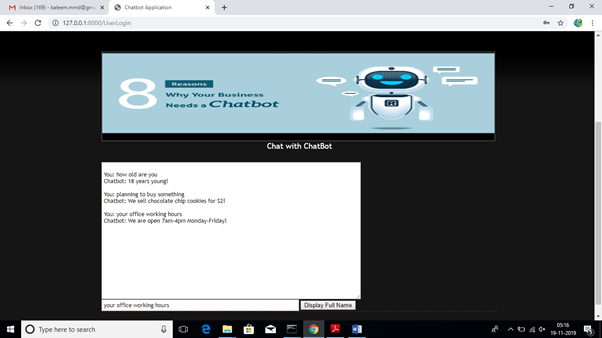 Inbox (169) - kaleem.mmd@gma
Chatbot Application
127.0.0.1:8000/UserLogin
8
Reasons
Why Your Business
Needs a Chatbot
Chat with ChatBot
You: how old are you
Chatbot: 18 years young!
You: planning to buy something
Chatbot: We sell chocolate chip cookies for $2!
You: your office working hours
Chatbot: We are open 7am-4pm Monday-Friday!
your office working hours
Display Full Name
Type here to search
05:16
19-11-2019